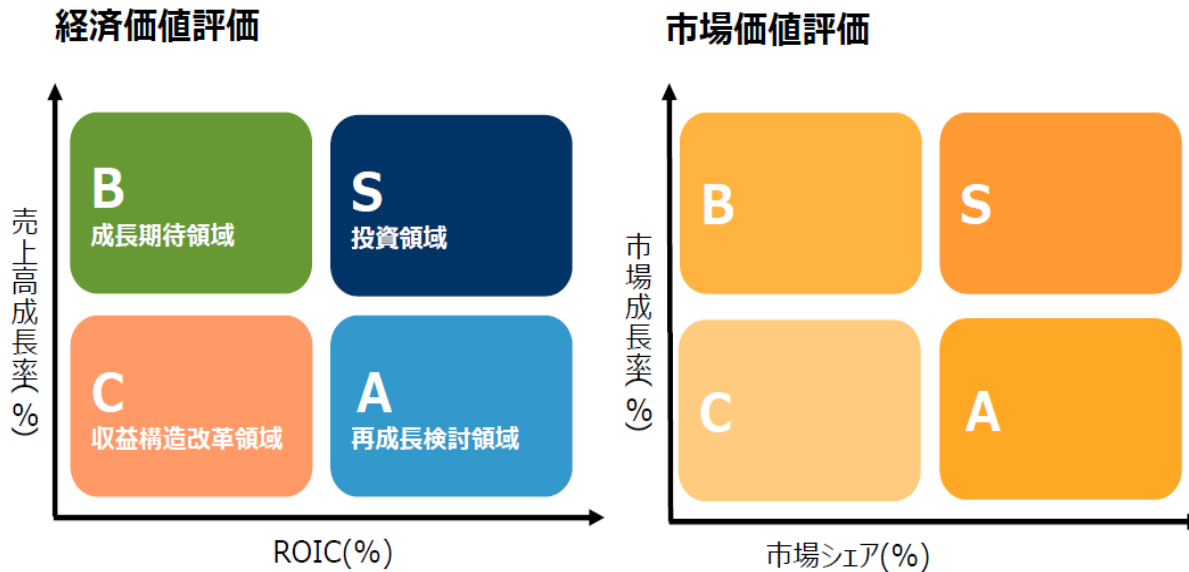 経済価値評価
売上高成長率(%)
B
成長期待領域
S
投資領域
C
収益構造改革領域
A
再成長検討領域
ROIC(%)
市場価値評価
市場成長率(%)
B
S
C
A
市場シェア(%)